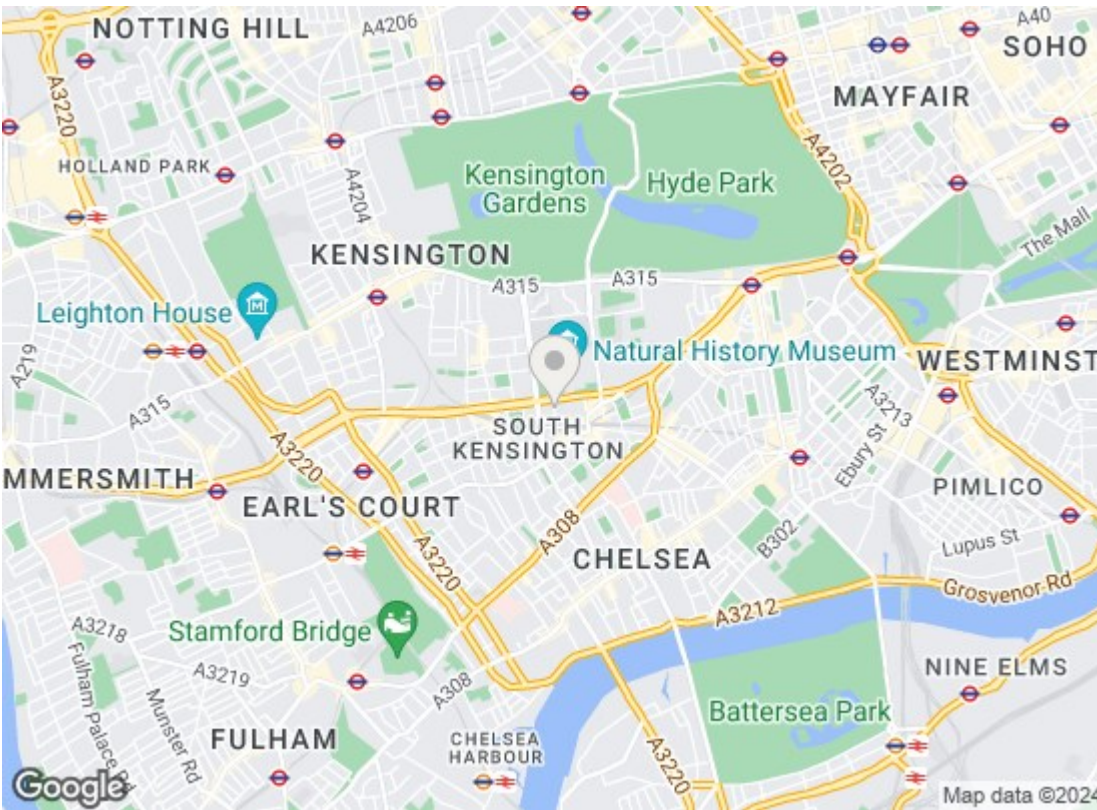 NOTTING HILL
A4206
A40
SOHO
MAYFAIR
A3220
HOLLAND PARK
A4204
Kensington
Gardens
Hyde Park
A4202
KENSINGTON
A315
A315
The Mall
Leighton House
M
Natural History Museum
WESTMINST
A219
A315
SOUTH
KENSINGTON
A3213
Ebury St
MMERSMITH
A3220
EARL'S COURT
PIMLICO
A308
B302
Lupus St
CHELSEA
A3220
Grosvenor Rd
A3212
A3218
Stamford Bridge
A3219
A308
NINE ELMS
Fulham Palace
Munster Rd
Battersea Park
FULHAM
CHELSEA
HARBOUR
A3220
Google
Map data ©2024